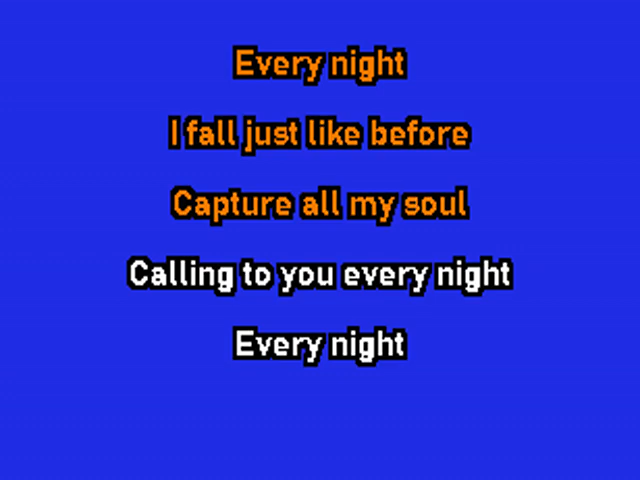 Every night
I fall just like before
Capture all my soul
Calling to you every night
Every night